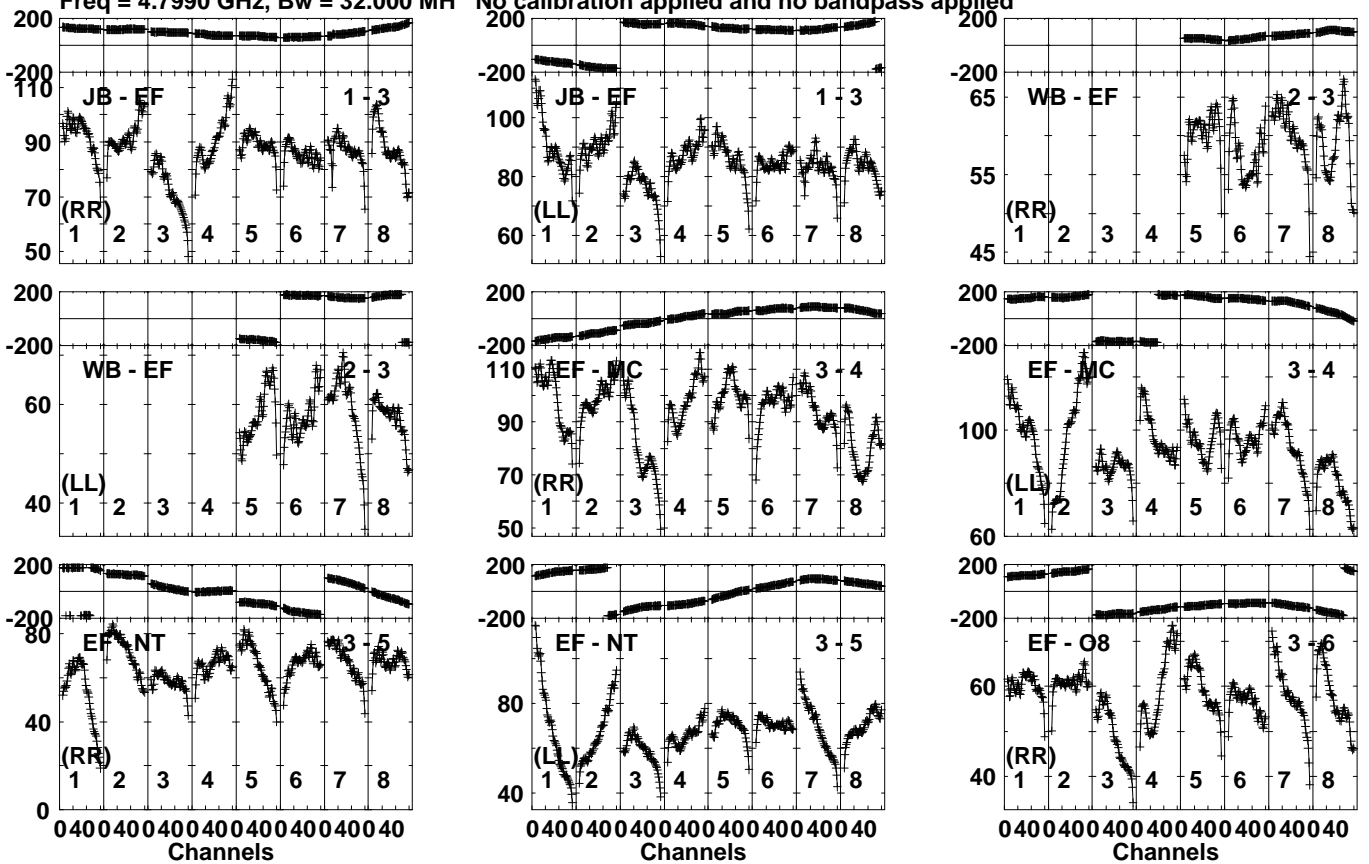 Freq = 4.7990 GHz, Bw = 32.000 MH No calibration applied and no bandpass applied
200
-200
110
90
70
50
JB - EF
1 - 3
(RR)
1 2 3 4 5 6 7 8
200
-200
100
80
60
JB - EF
1 - 3
(LL)
1 2 3 4 5 6 7 8
200
-200
65
55
45
WB - EF
2 - 3
(RR)
1 2 3 4 5 6 7 8
200
-200
60
40
WB - EF
2 - 3
(LL)
1 2 3 4 5 6 7 8
200
-200
110
90
70
50
EF - MC
3 - 4
(RR)
1 2 3 4 5 6 7 8
200
-200
100
60
EF - MC
3 - 4
(LL)
1 2 3 4 5 6 7 8
200
-200
80
40
0
EF - NT
3 - 5
(RR)
1 2 3 4 5 6 7 8
0 40 0 40 0 40 0 40 0 40 0 40 0 40 0 40
Channels
200
-200
80
40
EF - NT
3 - 5
(LL)
1 2 3 4 5 6 7 8
0 40 0 40 0 40 0 40 0 40 0 40 0 40 0 40
Channels
200
-200
60
40
EF - O8
3 - 6
(RR)
1 2 3 4 5 6 7 8
0 40 0 40 0 40 0 40 0 40 0 40 0 40 0 40
Channels